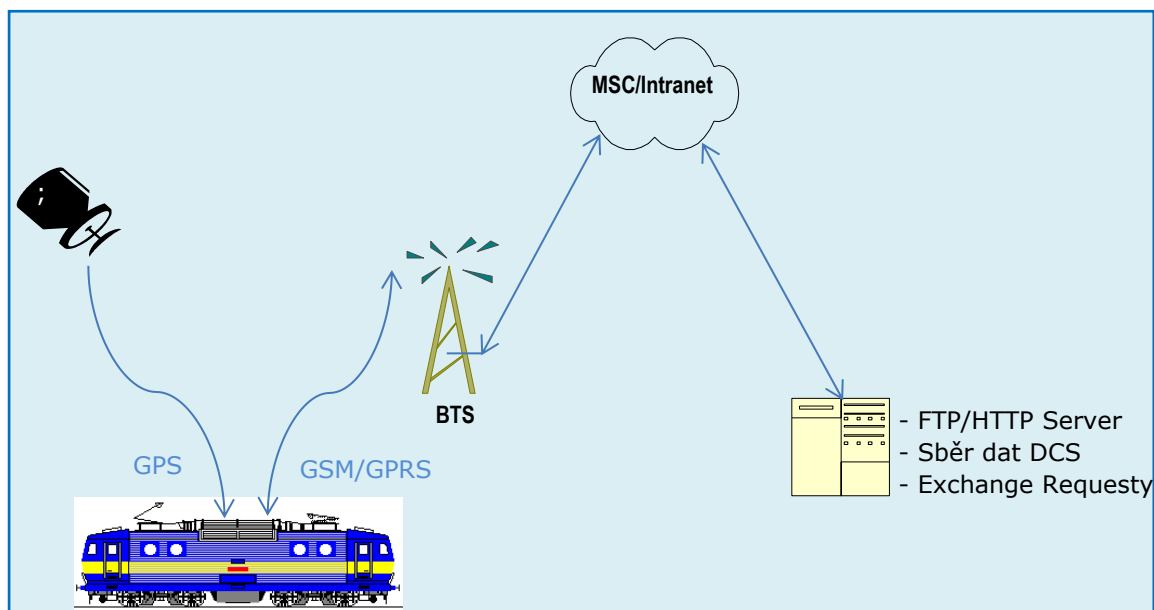 MSC/Intranet
;
BTS
- FTP/HTTP Server
- Sběr dat DCS
- Exchange Requesty
GPS
GSM/GPRS